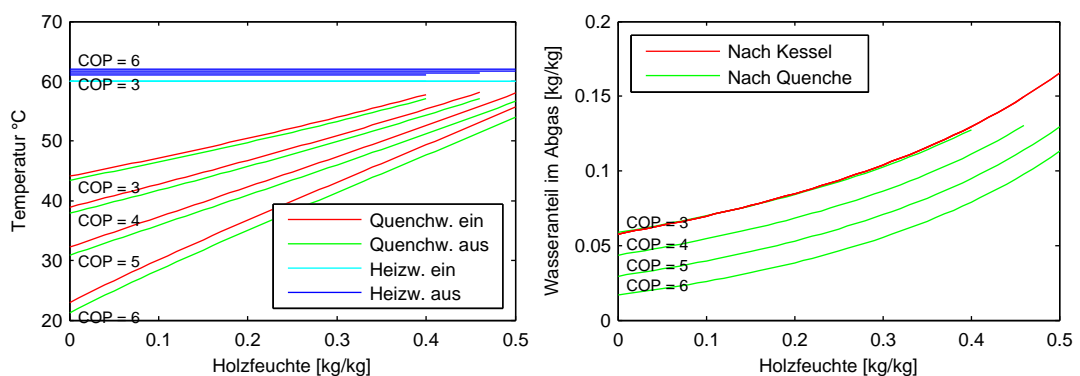 70
60
50
40
30
20
Temperatur °C
COP = 6
COP = 3
COP = 3
COP = 4
COP = 5
COP = 6
Quenchw. ein
Quenchw. aus
Heizw. ein
Heizw. aus
0
0.1
0.2
0.3
0.4
0.5
Holzfeuchte [kg/kg]
0.2
0.15
0.1
0.05
0
Wasseranteil im Abgas [kg/kg]
Nach Kessel
Nach Quenche
COP = 3
COP = 4
COP = 5
COP = 6
0
0.1
0.2
0.3
0.4
0.5
Holzfeuchte [kg/kg]